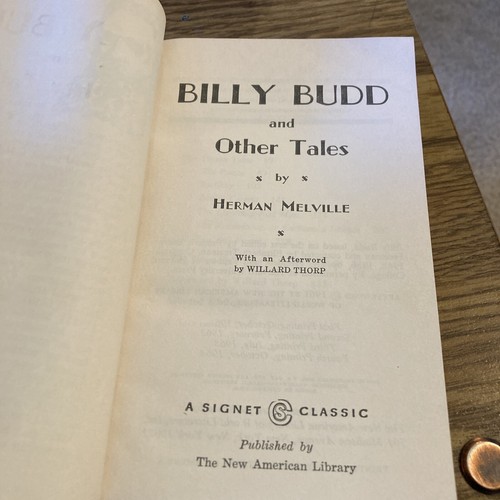 BILLY BUDD
and
Other Tales
by
HERMAN MELVILLE
With an Afterword
by WILLARD THORP
A SIGNET SC CLASSIC
Published by
The New American Library